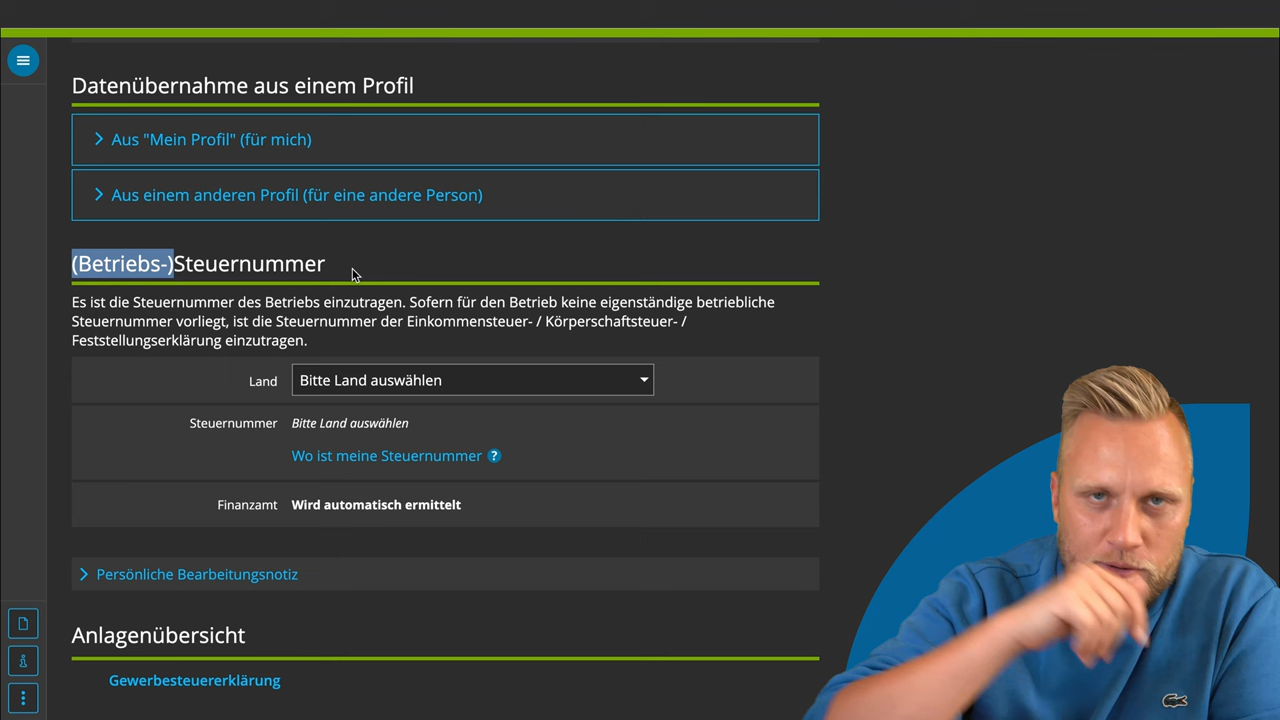 Datenübernahme aus einem Profil
Aus "Mein Profil" (für mich)
Aus einem anderen Profil (für eine andere Person)
(Betriebs-)Steuernummer
Es ist die Steuernummer des Betriebs einzutragen. Sofern für den Betrieb keine eigenständige betriebliche
Steuernummer vorliegt, ist die Steuernummer der Einkommensteuer- / Körperschaftsteuer- /
Feststellungserklärung einzutragen.
Land Bitte Land auswählen
Steuernummer Bitte Land auswählen
Wo ist meine Steuernummer ?
Finanzamt Wird automatisch ermittelt
Persönliche Bearbeitungsnotiz
Anlagenübersicht
Gewerbesteuererklärung